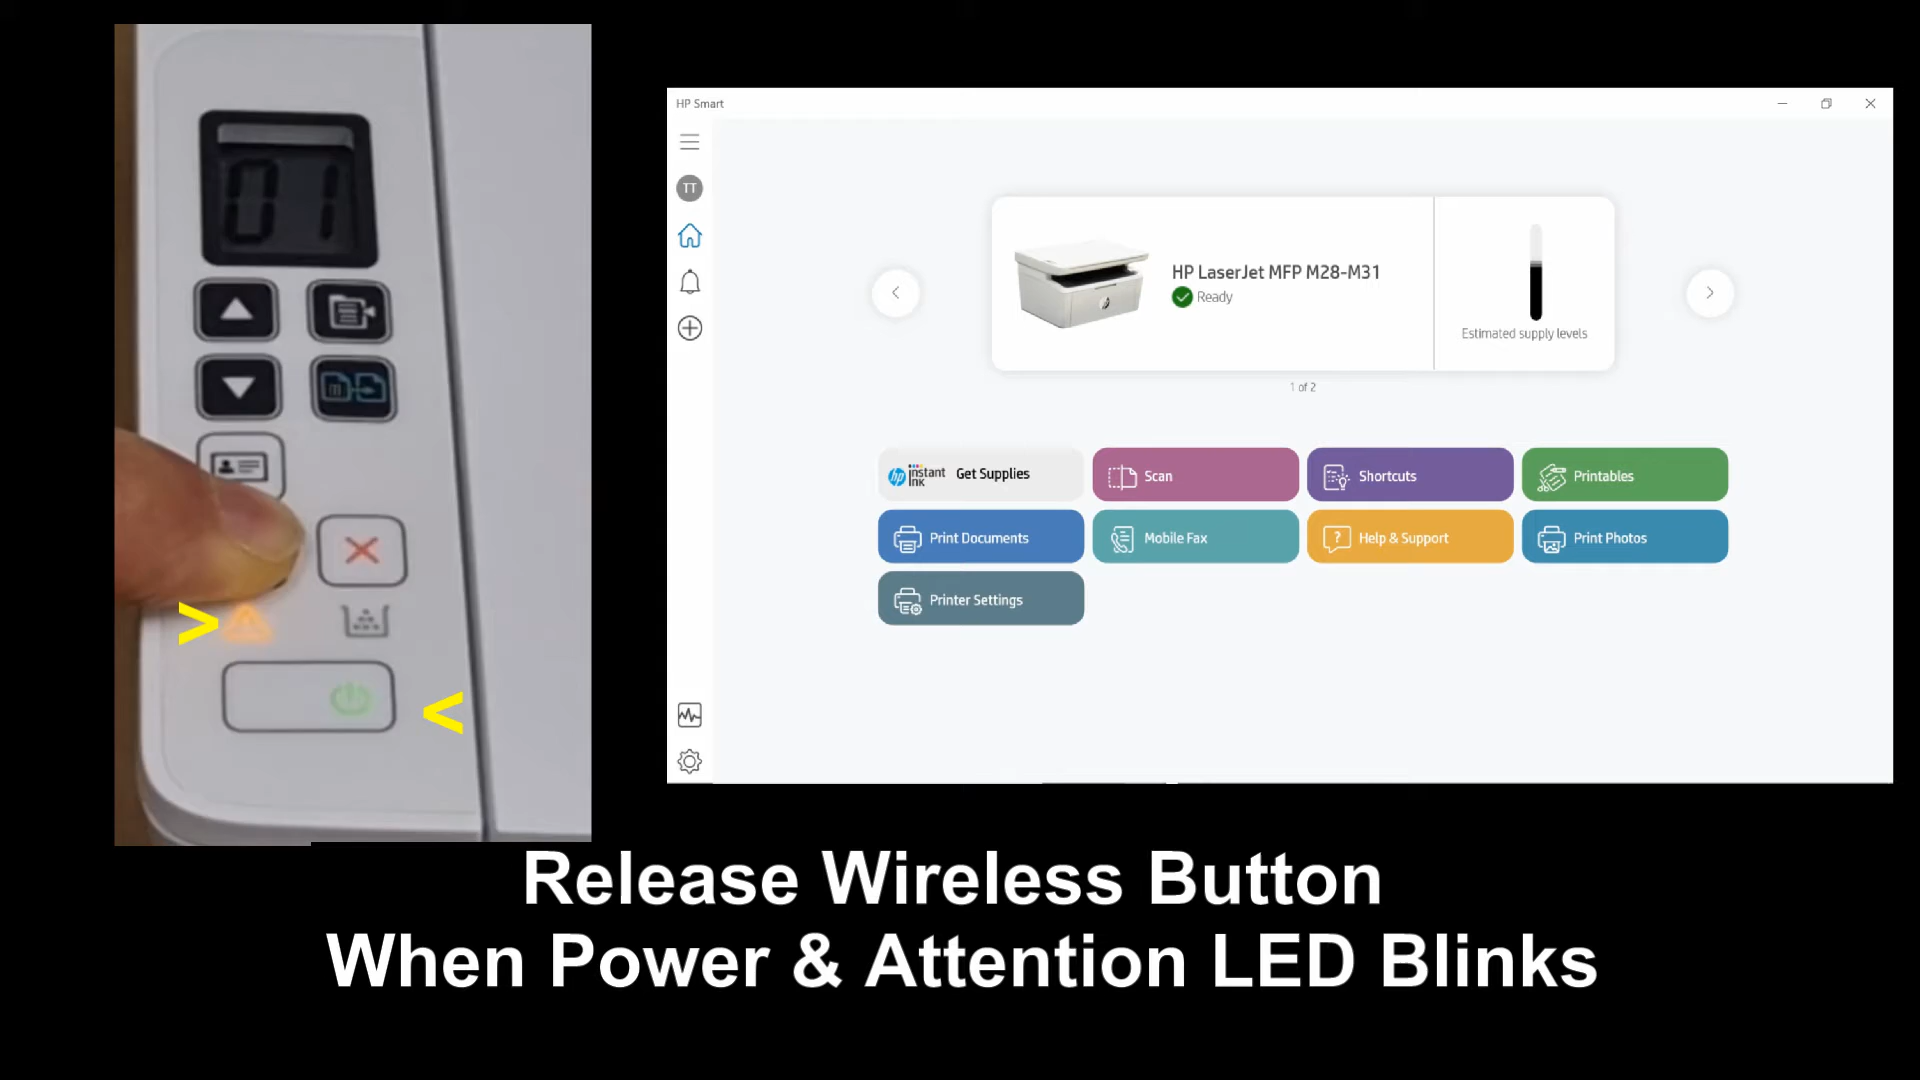 01
>
<
HP Smart
TT
HP LaserJet MFP M28-M31
Ready
Estimated supply levels
1 of 2
hp instant ink Get Supplies
Scan
Shortcuts
Printables
Print Documents
Mobile Fax
Help & Support
Print Photos
Printer Settings
Release Wireless Button
When Power & Attention LED Blinks